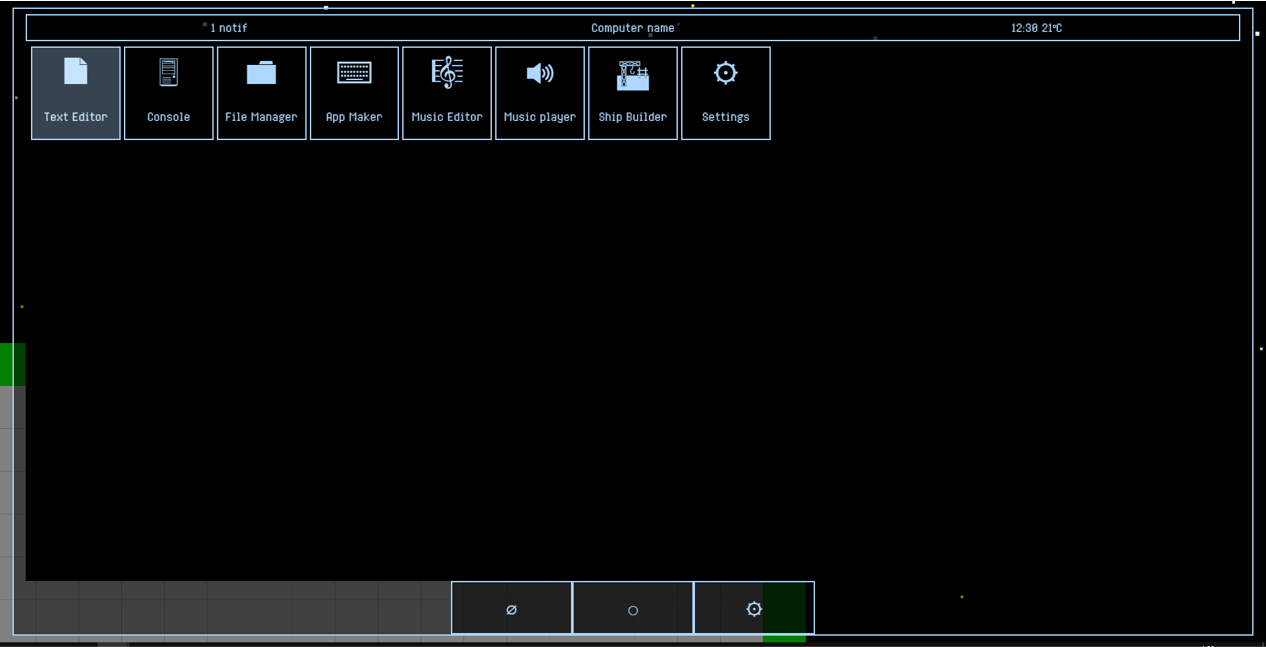 1 notif
Computer name
12:30 21°C
Text Editor
Console
File Manager
App Maker
Music Editor
Music player
Ship Builder
Settings